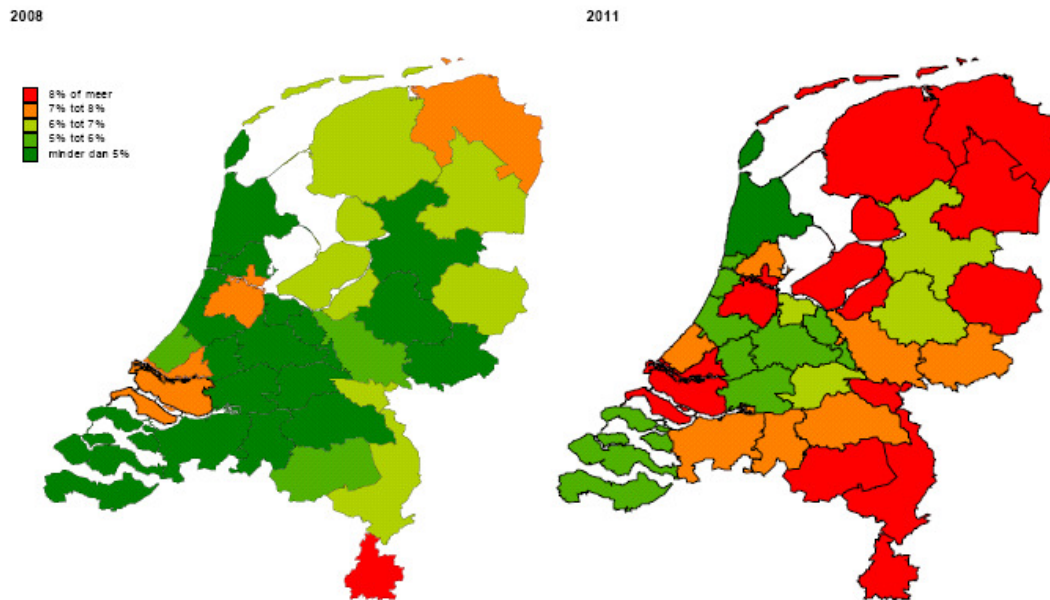 2008
2011
8% of meer
7% tot 8%
6% tot 7%
5% tot 6%
minder dan 5%